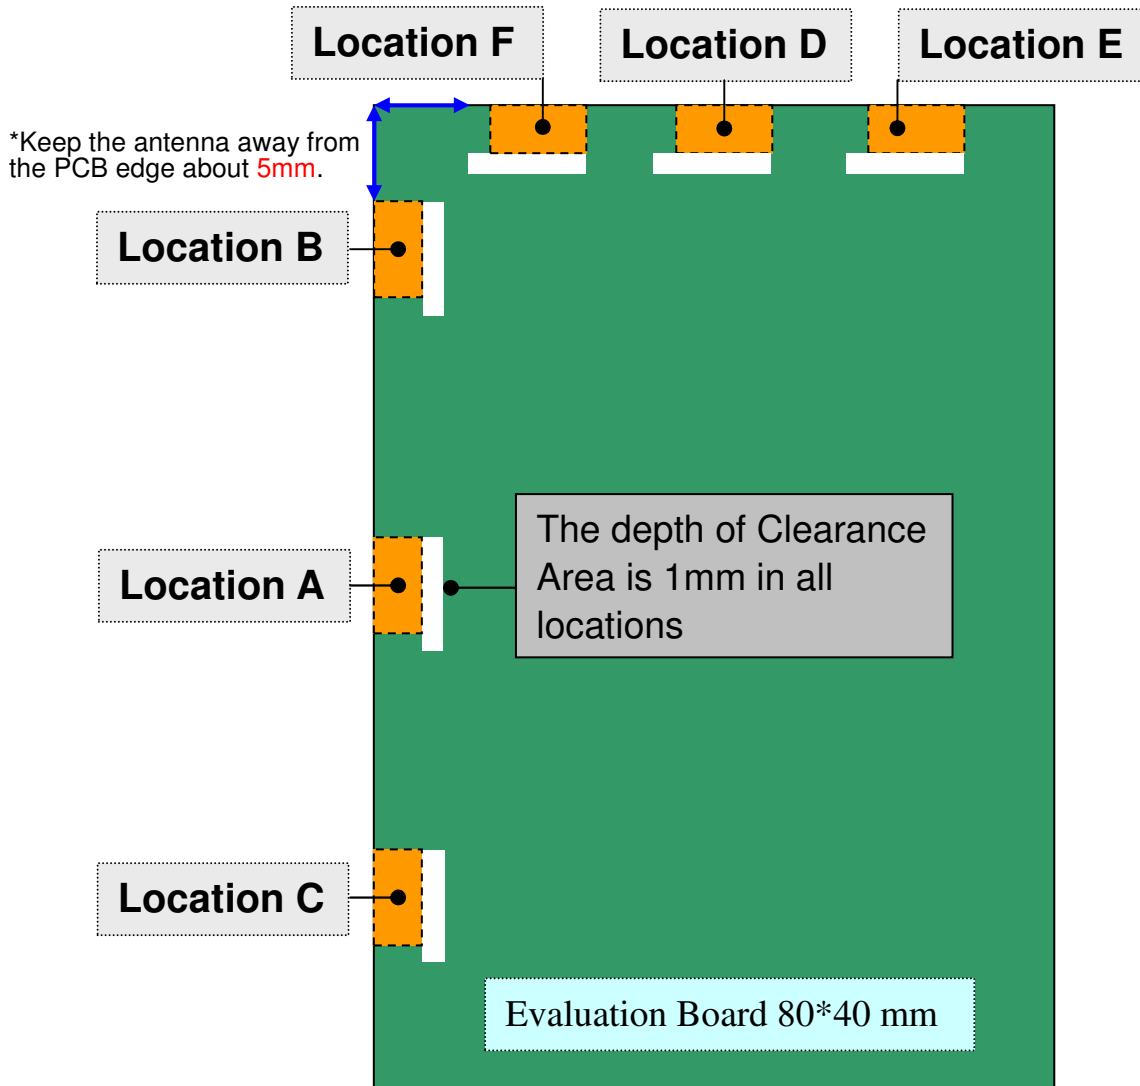 Location F
Location D
Location E
*Keep the antenna away from
the PCB edge about 5mm.
Location B
The depth of Clearance
Area is 1mm in all
locations
Location A
Location C
Evaluation Board 80*40 mm